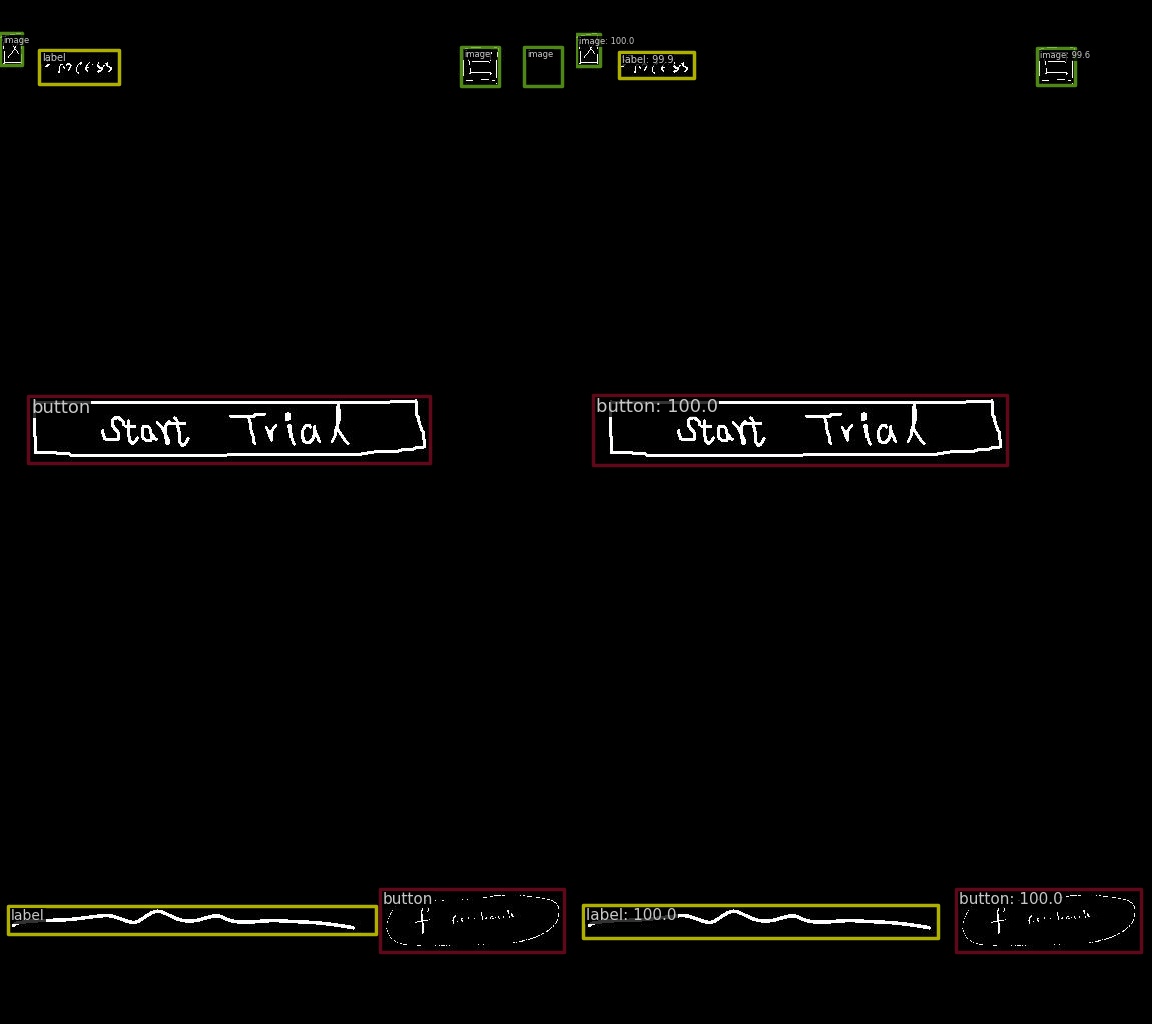 image
label
image
image
image: 100.0
label: 99.9
image: 99.6
button
Start Trial
button: 100.0
Start Trial
label
button
f
label: 100.0
button: 100.0
f